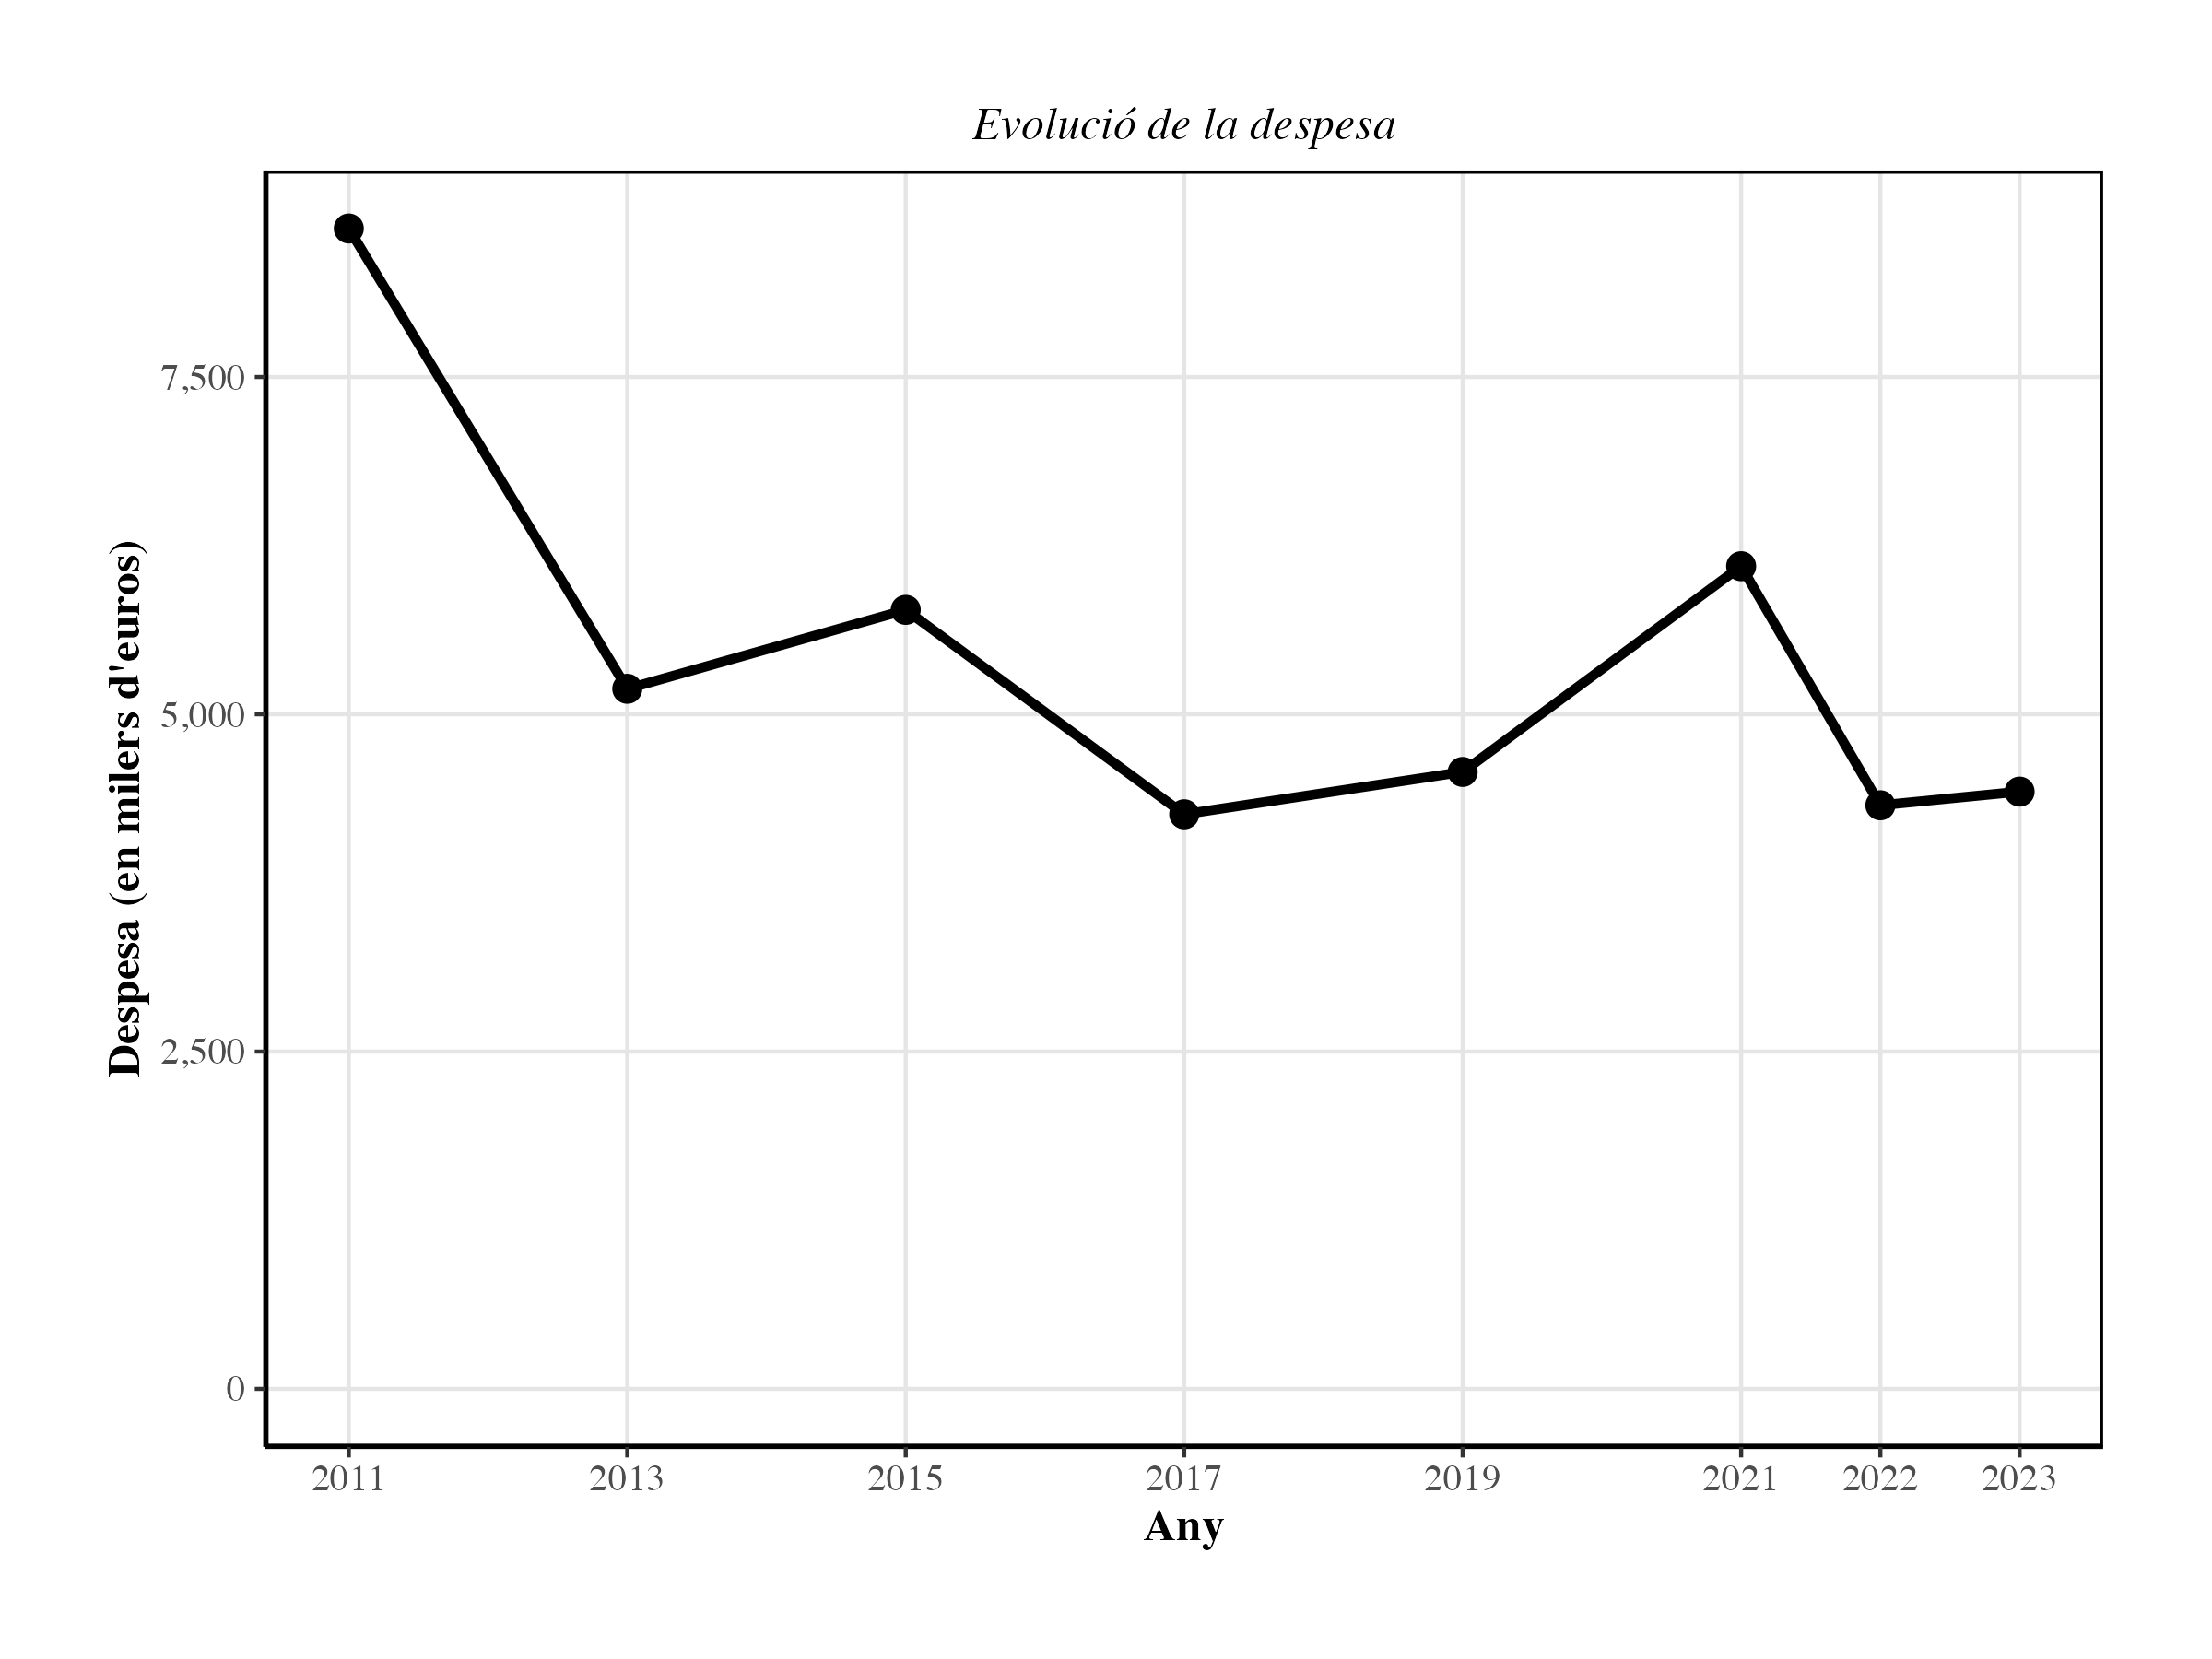 Evolució de la despesa
Despesa (en milers d'euros)
7,500
5,000
2,500
0
2011 2013 2015 2017 2019 2021 2022 2023
Any